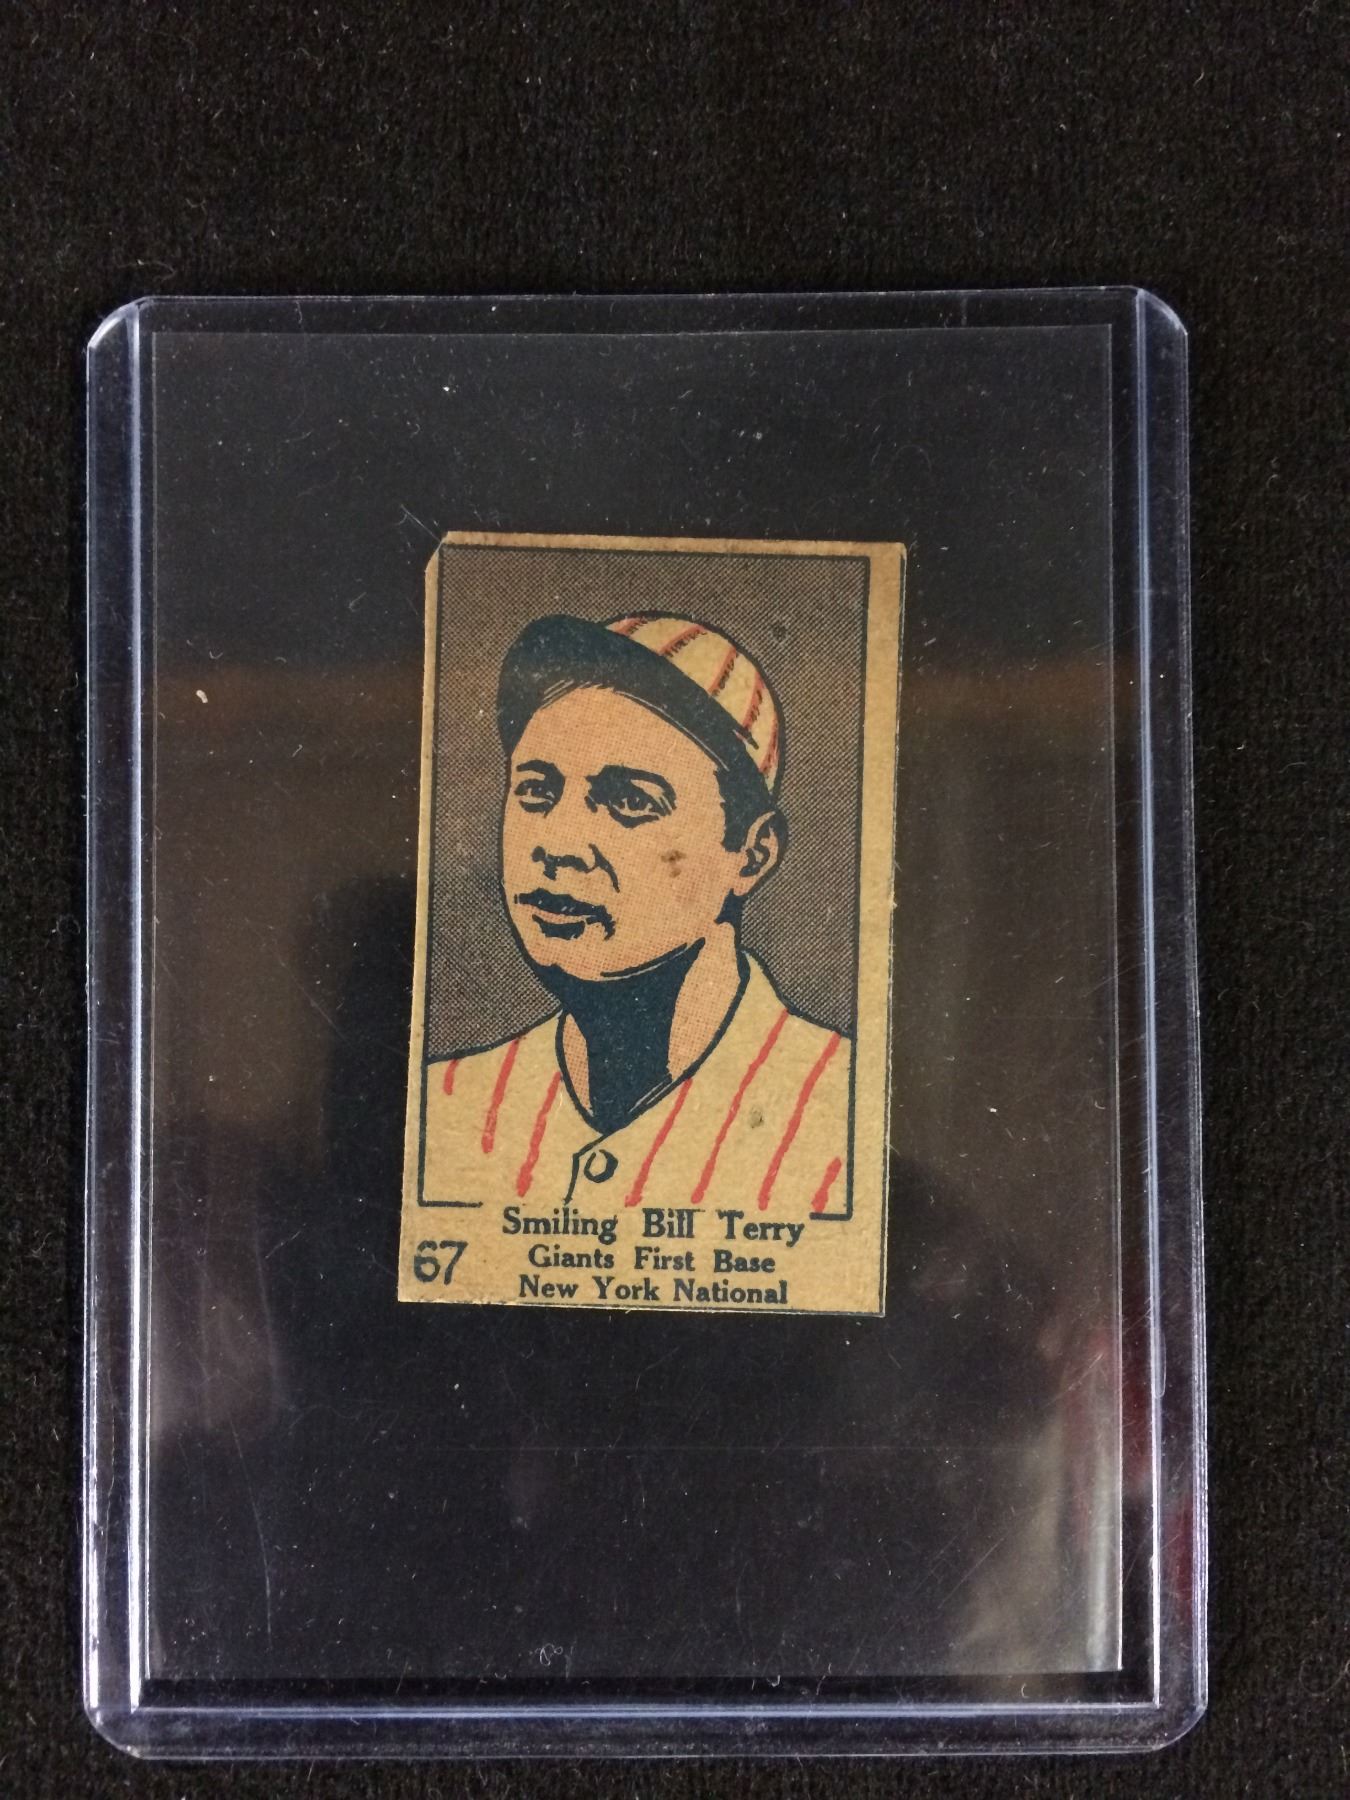 Smiling Bill Terry
67
Giants First Base
New York National